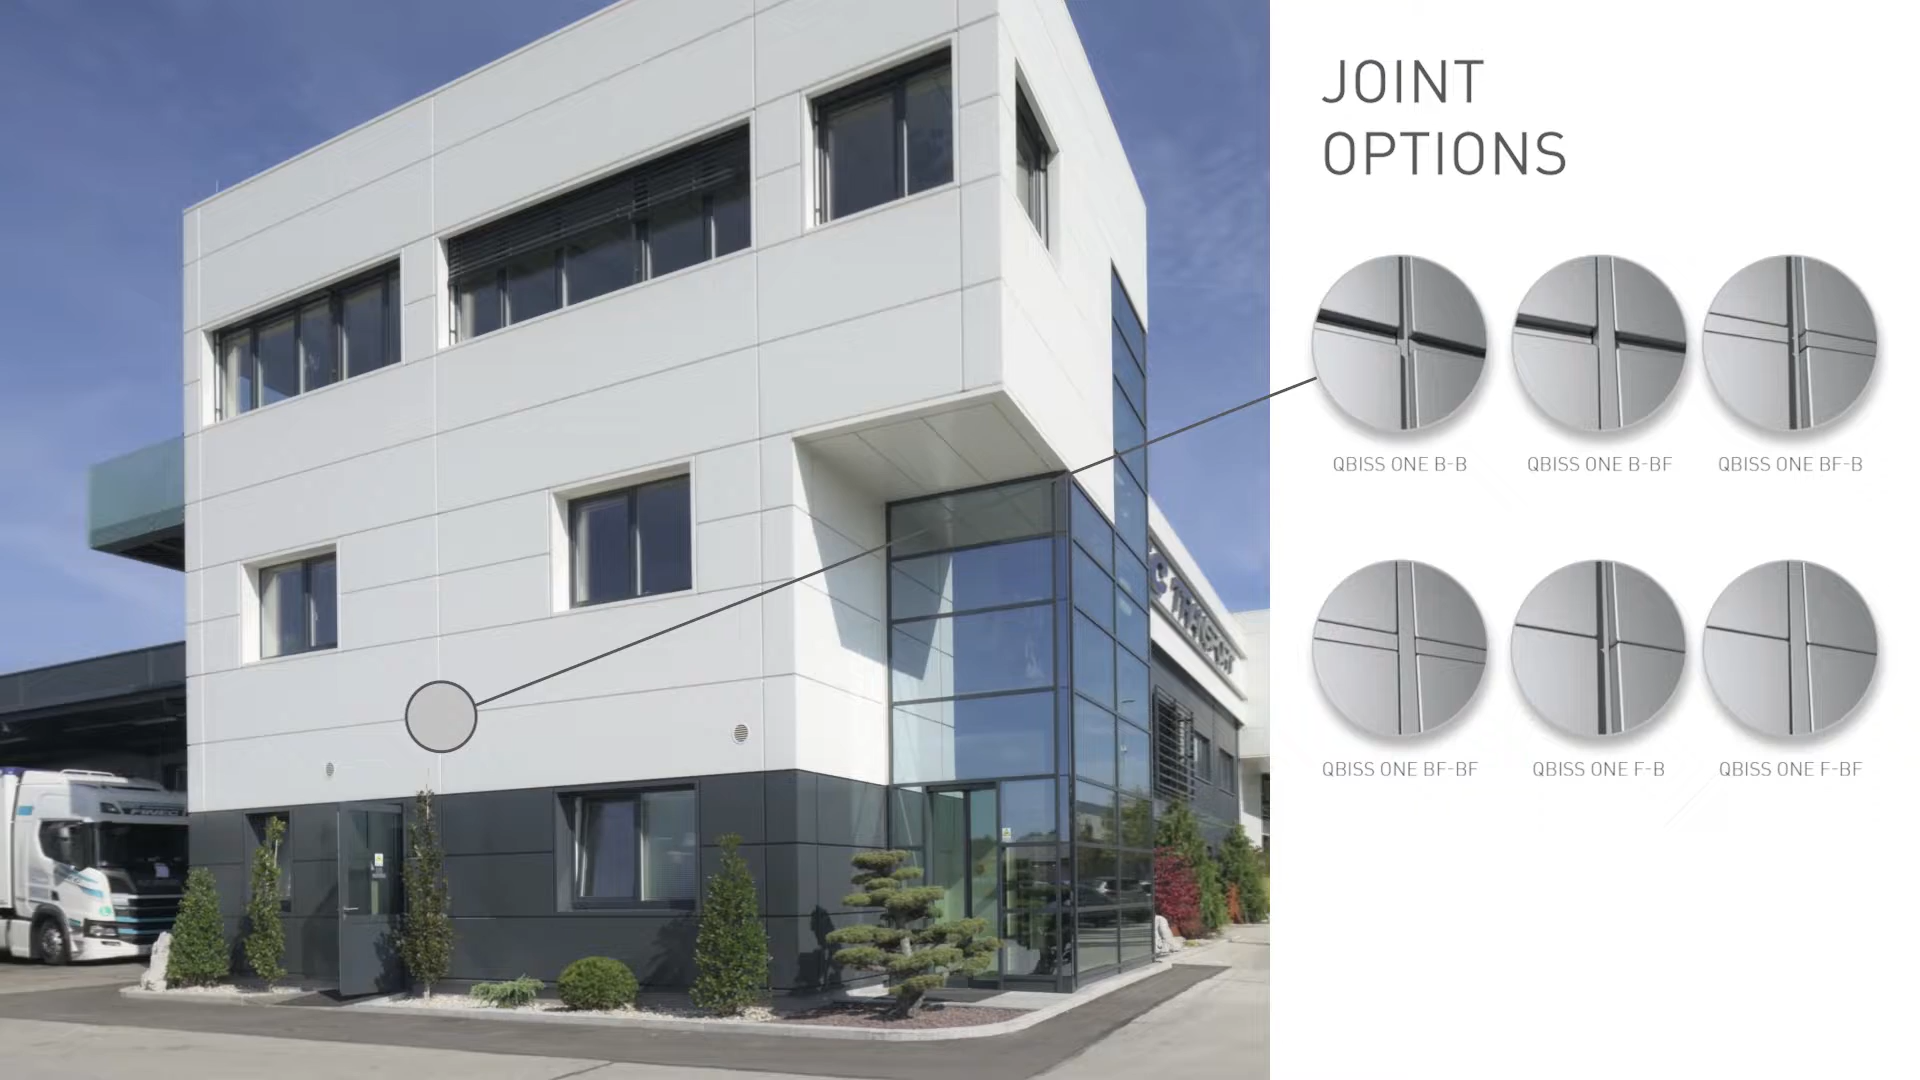 JOINT
OPTIONS
QBISS ONE B-B
QBISS ONE B-BF
QBISS ONE BF-B
QBISS ONE BF-BF
QBISS ONE F-B
QBISS ONE F-BF
C TRANSPORT